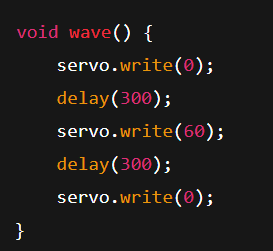 void wave() {
    servo.write(0);
    delay(300);
    servo.write(60);
    delay(300);
    servo.write(0);
}